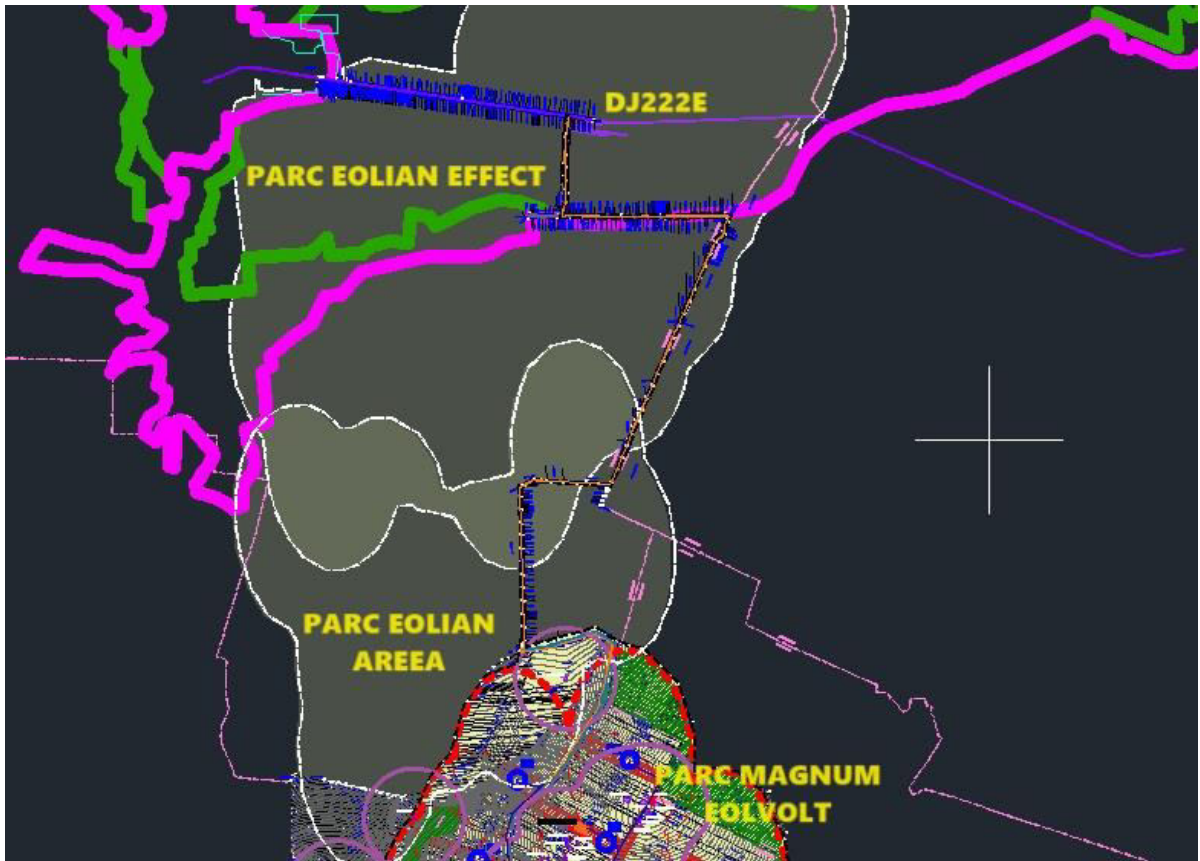 DJ222E
PARC EOLIAN EFFECT
PARC EOLIAN
AREEA
PARC MAGNUM
EOLVOLT